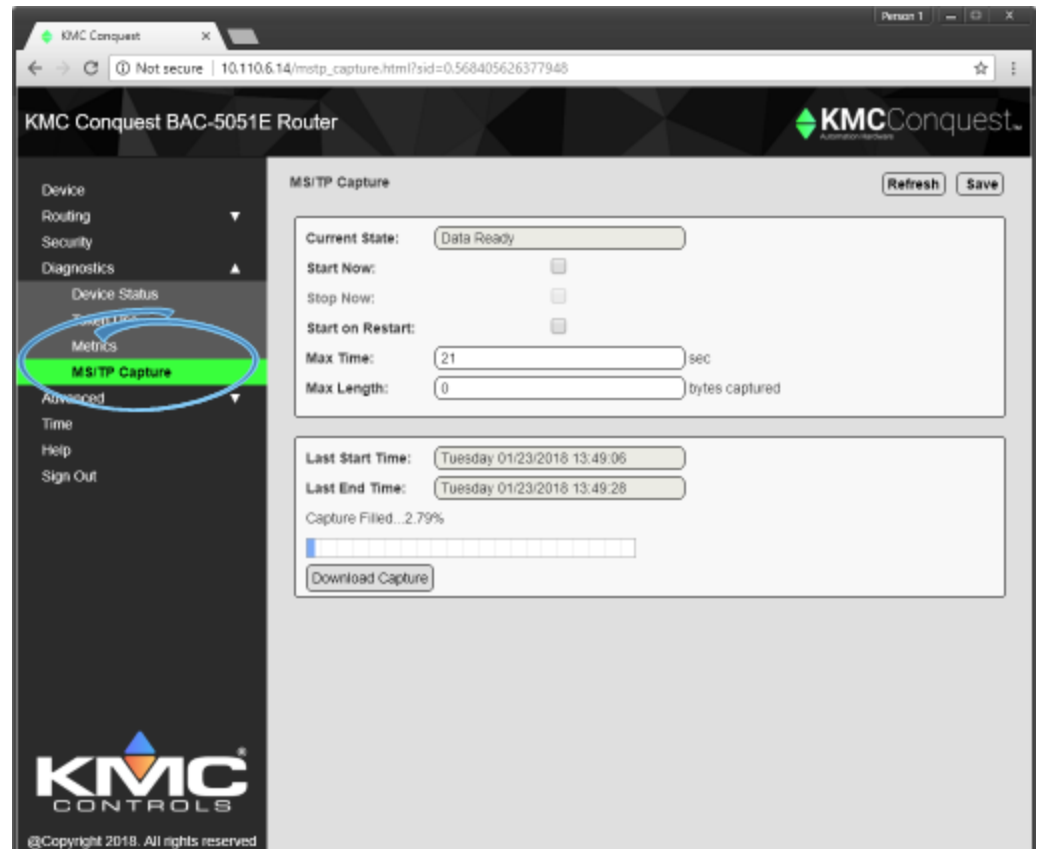 Person 1
KMC Conquest
Not secure | 10.110.6.14/mstp_capture.html?sid=0.568405626377948
KMC Conquest BAC-5051E Router
KMCConquest™
Automation Hardware
Device
Routing
Security
Diagnostics
Device Status
Metrics
MS/TP Capture
Advanced
Time
Help
Sign Out
MS/TP Capture
Refresh Save
Current State: Data Ready
Start Now:
Stop Now:
Start on Restart:
Max Time: 21 sec
Max Length: 0 bytes captured
Last Start Time: Tuesday 01/23/2018 13:49:06
Last End Time: Tuesday 01/23/2018 13:49:28
Capture Filled...2.79%
Download Capture
KMC®
CONTROLS
@Copyright 2018. All rights reserved